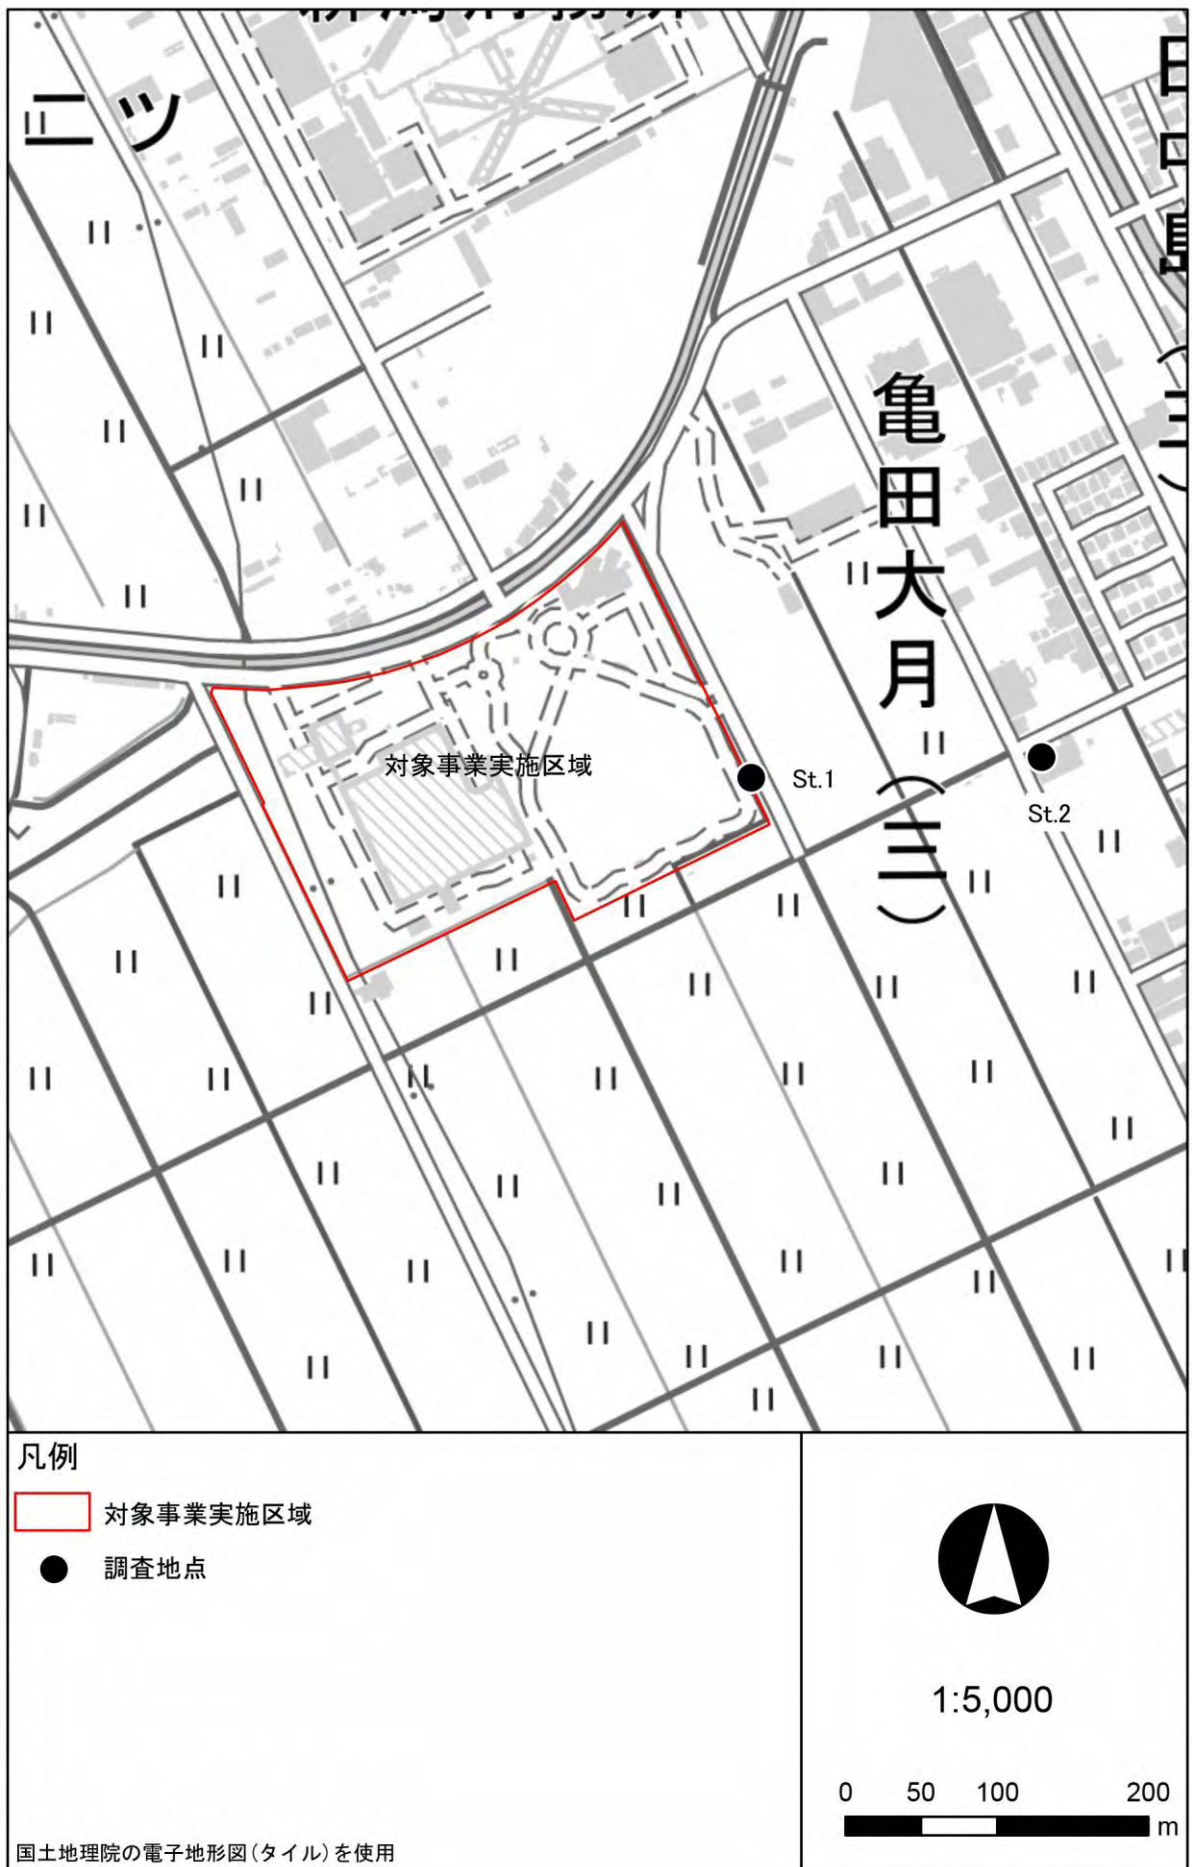 二ツ
亀田大月(三)
対象事業実施区域
St.1
St.2
凡例
対象事業実施区域
調査地点
1:5,000
0 50 100 200
m
国土地理院の電子地形図(タイル)を使用